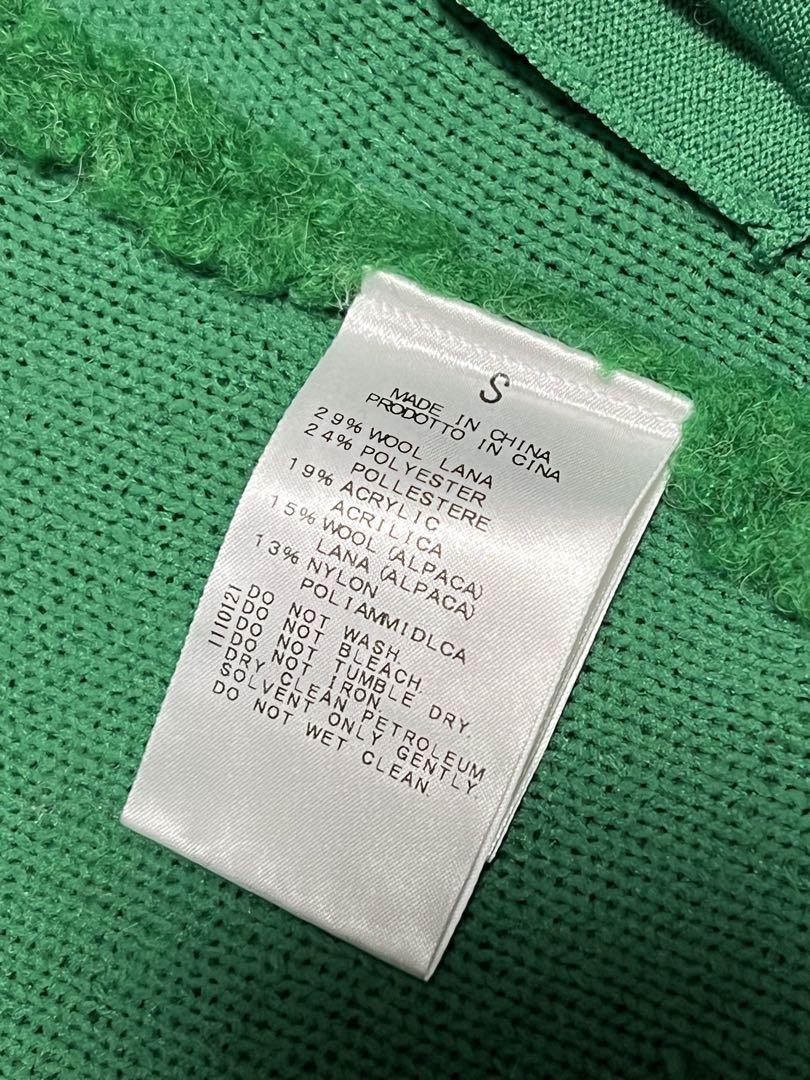 S
MADE IN CHINA
PRODOTTO IN CINA
29% WOOL LANA
24% POLYESTER
POLLESTERE
19% ACRYLIC
ACRILICA
15% WOOL (ALPACA)
LANA (ALPACA)
13% NYLON
POLIAMMIDLCA
110121 DO NOT WASH.
DO NOT BLEACH.
DO NOT TUMBLE DRY.
DO NOT IRON.
DRY CLEAN PETROLEUM
SOLVENT ONLY GENTLY.
DO NOT WET CLEAN